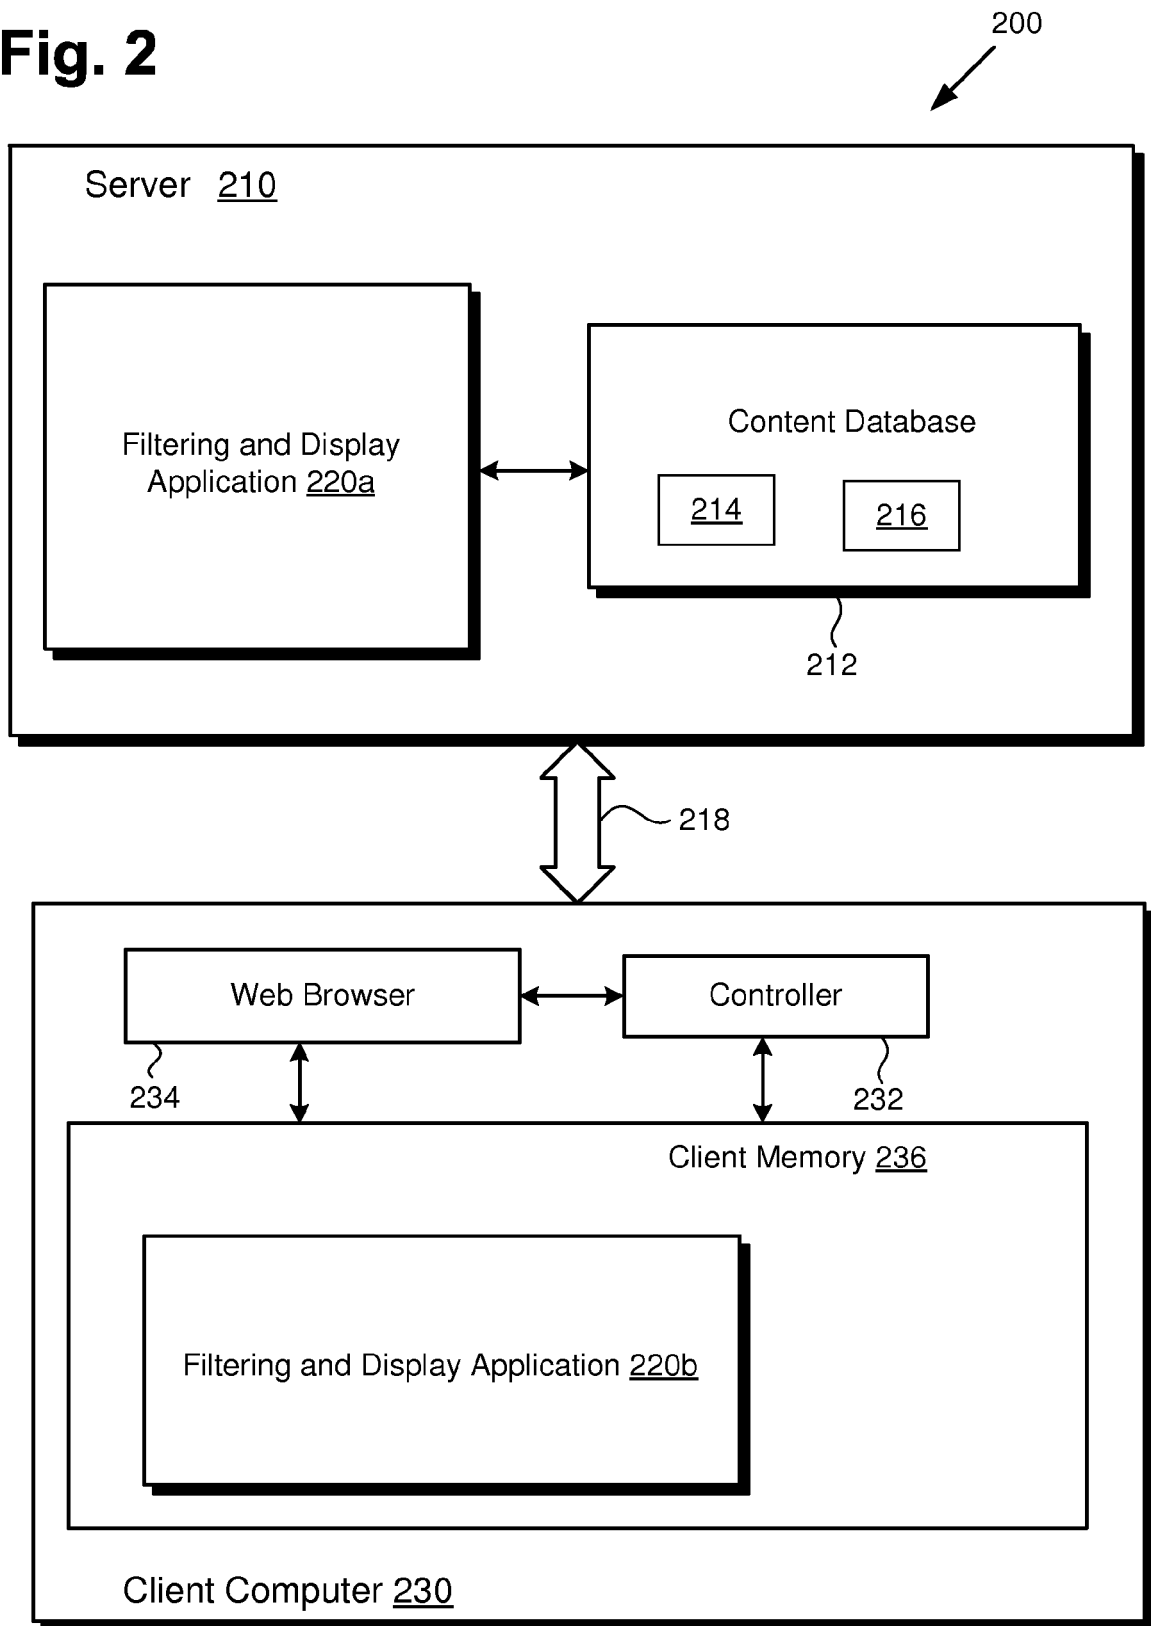 Fig. 2
200
Server 210
Filtering and Display
Application 220a
Content Database
214
216
212
218
Web Browser
Controller
234
232
Client Memory 236
Filtering and Display Application 220b
Client Computer 230